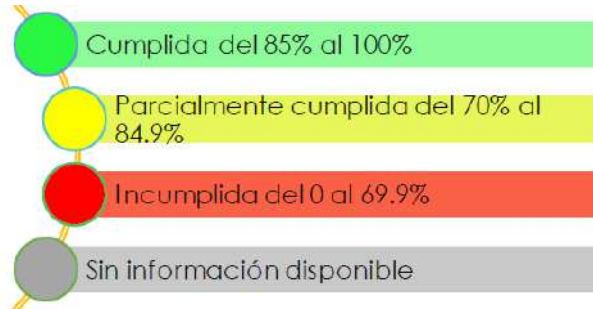 Cumplida del 85% al 100%
Parcialmente cumplida del 70% al
84.9%
Incumplida del 0 al 69.9%
Sin información disponible